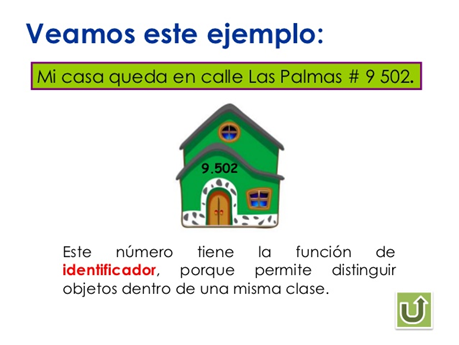 Veamos este ejemplo:
Mi casa queda en calle Las Palmas # 9 502.
9.502
Este número tiene la función de
identificador, porque permite distinguir
objetos dentro de una misma clase.